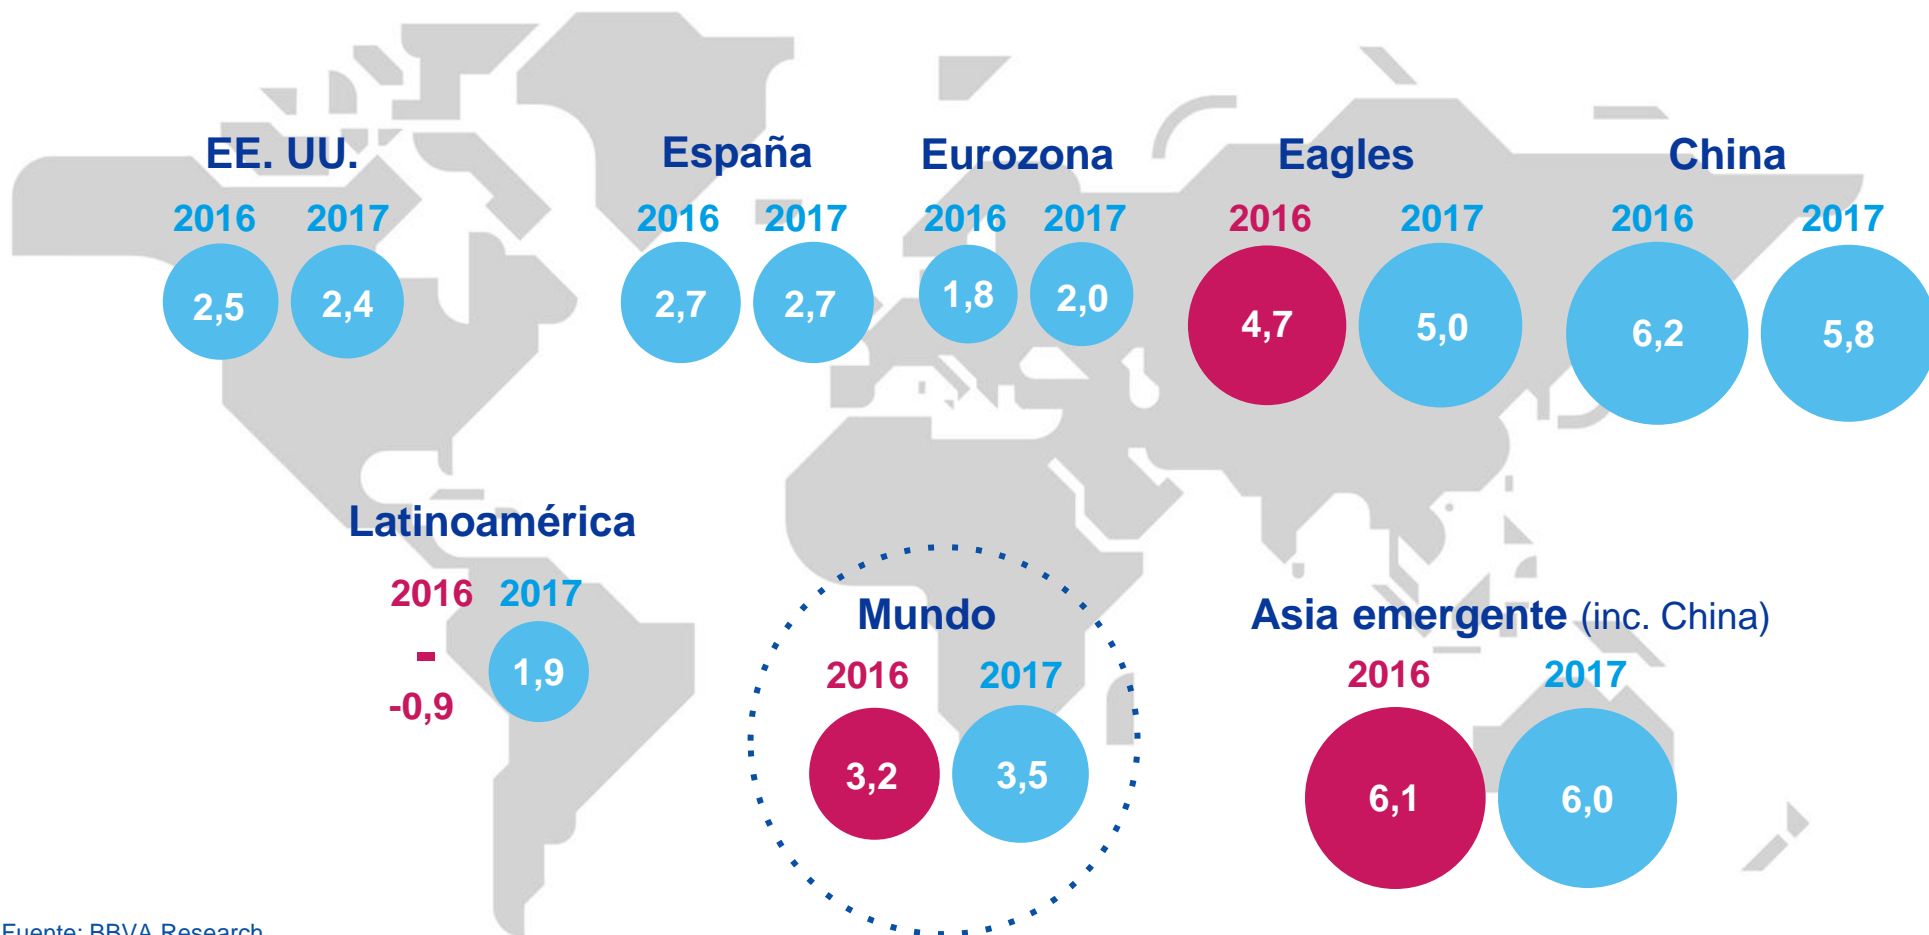 EE. UU.
2016 2017
2,5 2,4
España
2016 2017
2,7 2,7
Eurozona
2016 2017
1,8 2,0
Eagles
2016 2017
4,7 5,0
China
2016 2017
6,2 5,8
Latinoamérica
2016 2017
-0,9 1,9
Mundo
2016 2017
3,2 3,5
Asia emergente (inc. China)
2016 2017
6,1 6,0
Fuente: BBVA Research